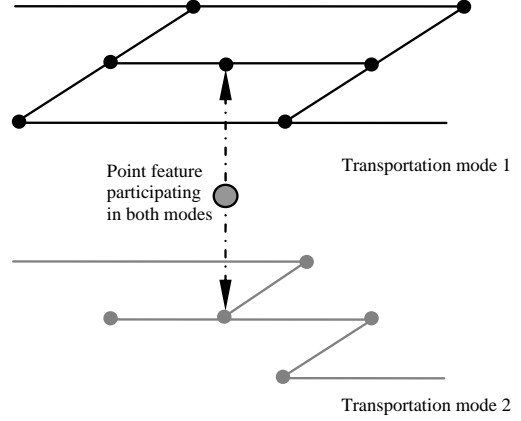 Transportation mode 1
Point feature
participating
in both modes
Transportation mode 2